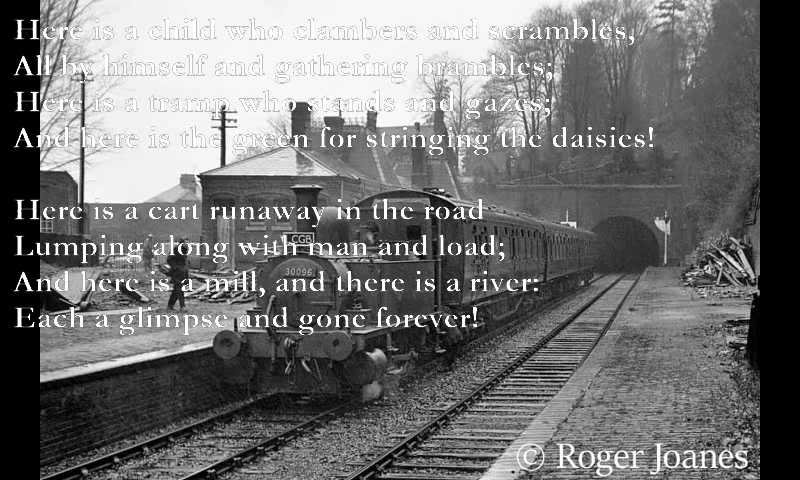 Here is a child who clambers and scrambles,
All by himself and gathering brambles;
Here is a tramp who stands and gazes;
And here is the green for stringing the daisies!
Here is a cart runaway in the road
Lumping along with man and load;
And here is a mill, and there is a river:
Each a glimpse and gone forever!
CGB
30096
© Roger Joanes